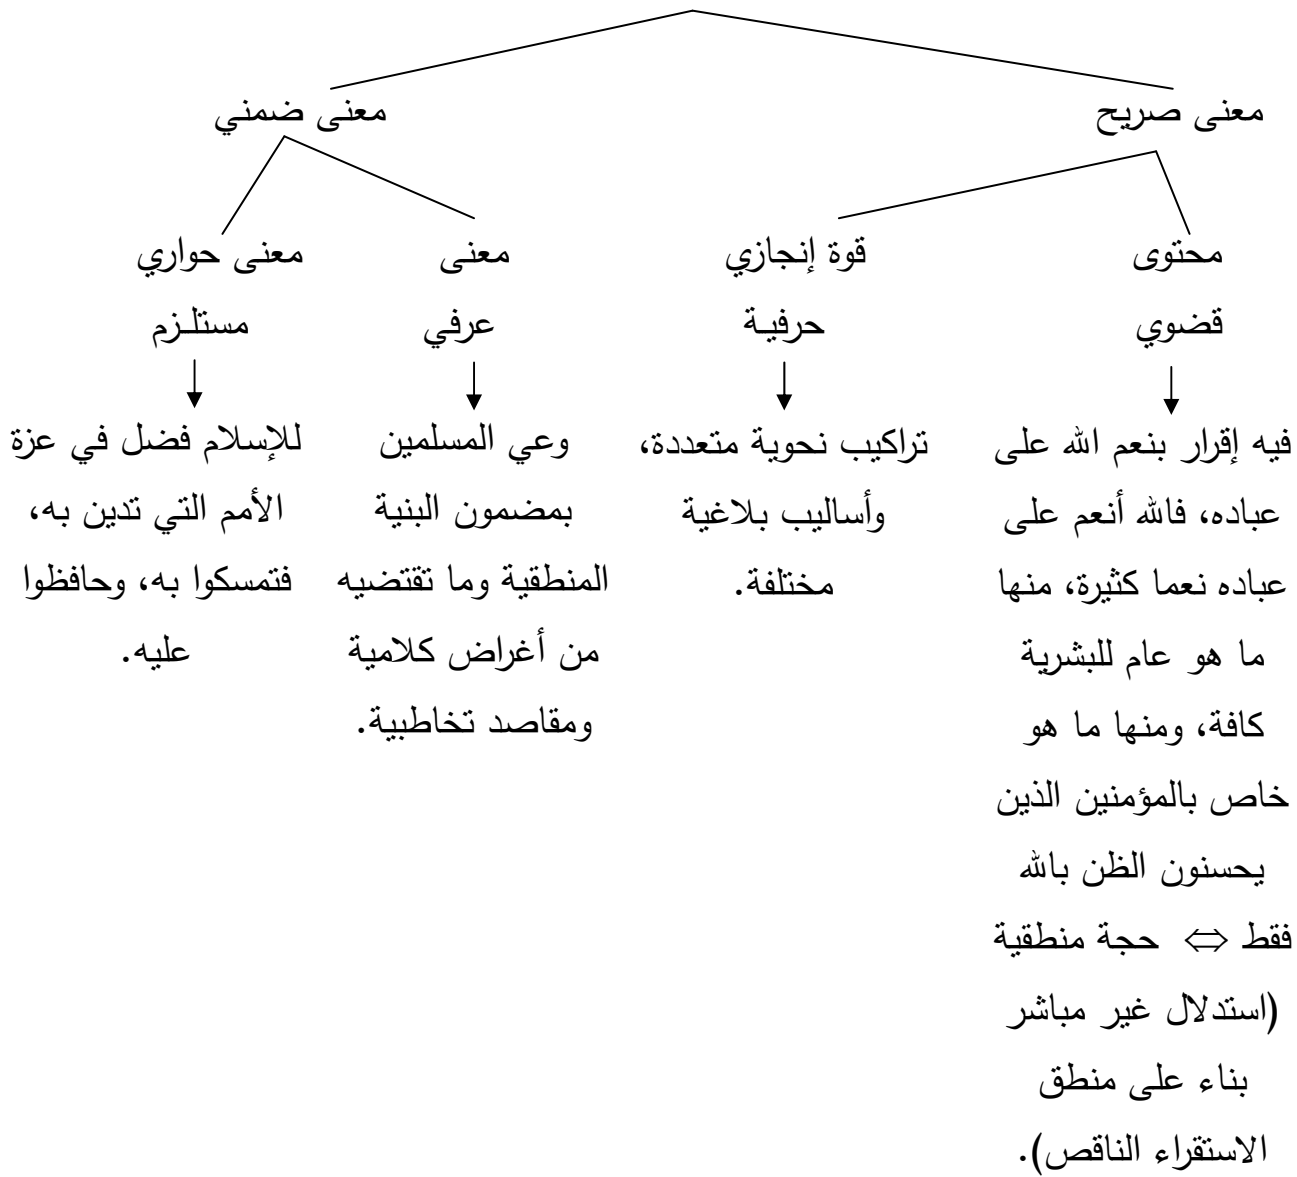 معنى صريح
معنى ضمني
محتوى
قضوي
قوة إنجازي
حرفية
معنى
عرفي
معنى حواري
مستلزم
فيه إقرار بنعم الله على
عباده، فالله أنعم على
عباده نعما كثيرة، منها
ما هو عام للبشرية
كافة، ومنها ما هو
خاص بالمؤمنين الذين
يحسنون الظن بالله
فقط ⇔ حجة منطقية
(استدلال غير مباشر
بناء على منطق
الاستقراء الناقص).
تراكيب نحوية متعددة،
وأساليب بلاغية
مختلفة.
وعي المسلمين
بمضمون البنية
المنطقية وما تقتضيه
من أغراض كلامية
ومقاصد تخاطبية.
للإسلام فضل في عزة
الأمم التي تدين به،
فتمسكوا به، وحافظوا
عليه.